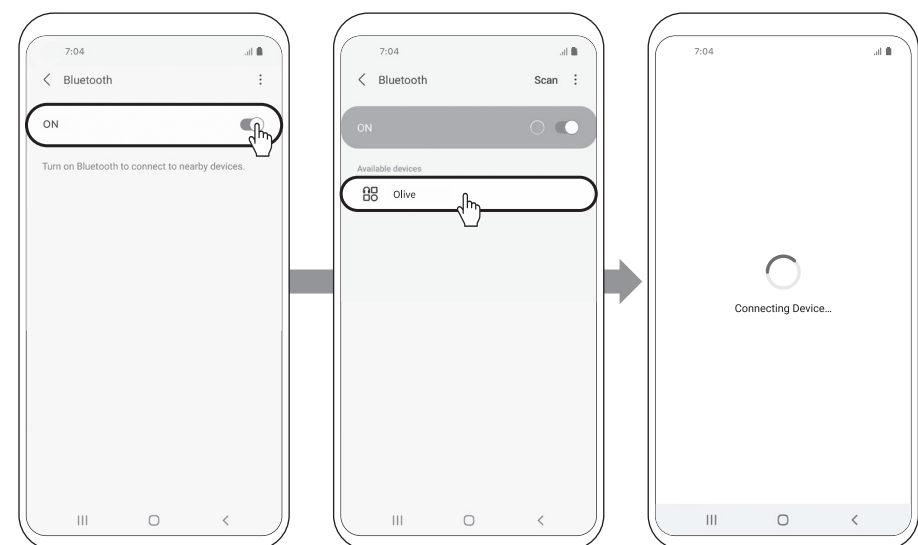 7:04
Bluetooth
ON
Turn on Bluetooth to connect to nearby devices.
7:04
Bluetooth
Scan
ON
Available devices
Olive
7:04
Connecting Device...